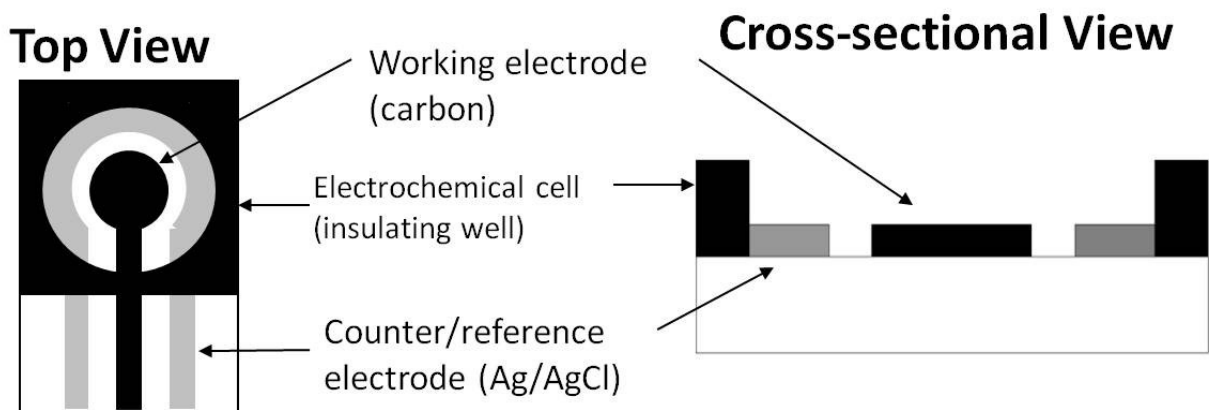 Top View
Cross-sectional View
Working electrode
(carbon)
Electrochemical cell
(insulating well)
Counter/reference
electrode (Ag/AgCl)